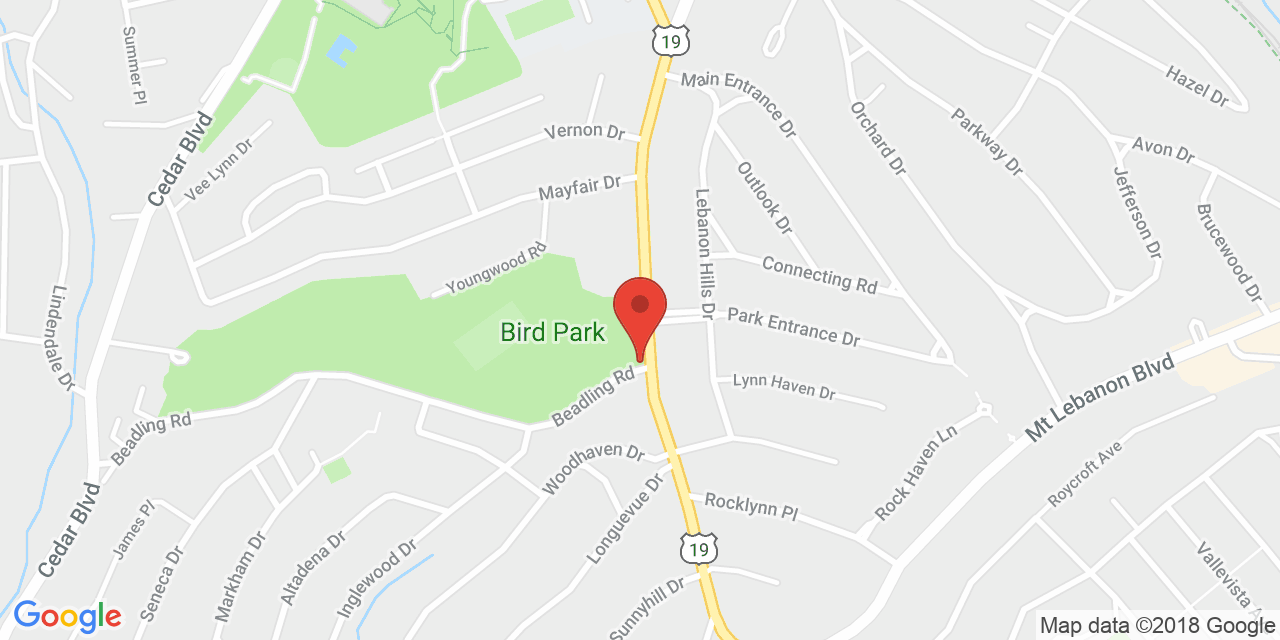 19
Summer Pl
Main Entrance Dr
Hazel Dr
Cedar Blvd
Vernon Dr
Orchard Dr
Parkway Dr
Avon Dr
Vee Lynn Dr
Mayfair Dr
Outlook Dr
Jefferson Dr
Lebanon Hills Dr
Brucewood Dr
Youngwood Rd
Connecting Rd
Lindendale Dr
Bird Park
Park Entrance Dr
Beadling Rd
Lynn Haven Dr
Mt Lebanon Blvd
Beadling Rd
Woodhaven Dr
Rock Haven Ln
Roycroft Ave
Cedar Blvd
James Pl
Longuevue Dr
Rocklynn Pl
Seneca Dr
Markham Dr
Altadena Dr
Inglewood Dr
19
Vallevista A
Sunnyhill Dr
Google
Map data ©2018 Google